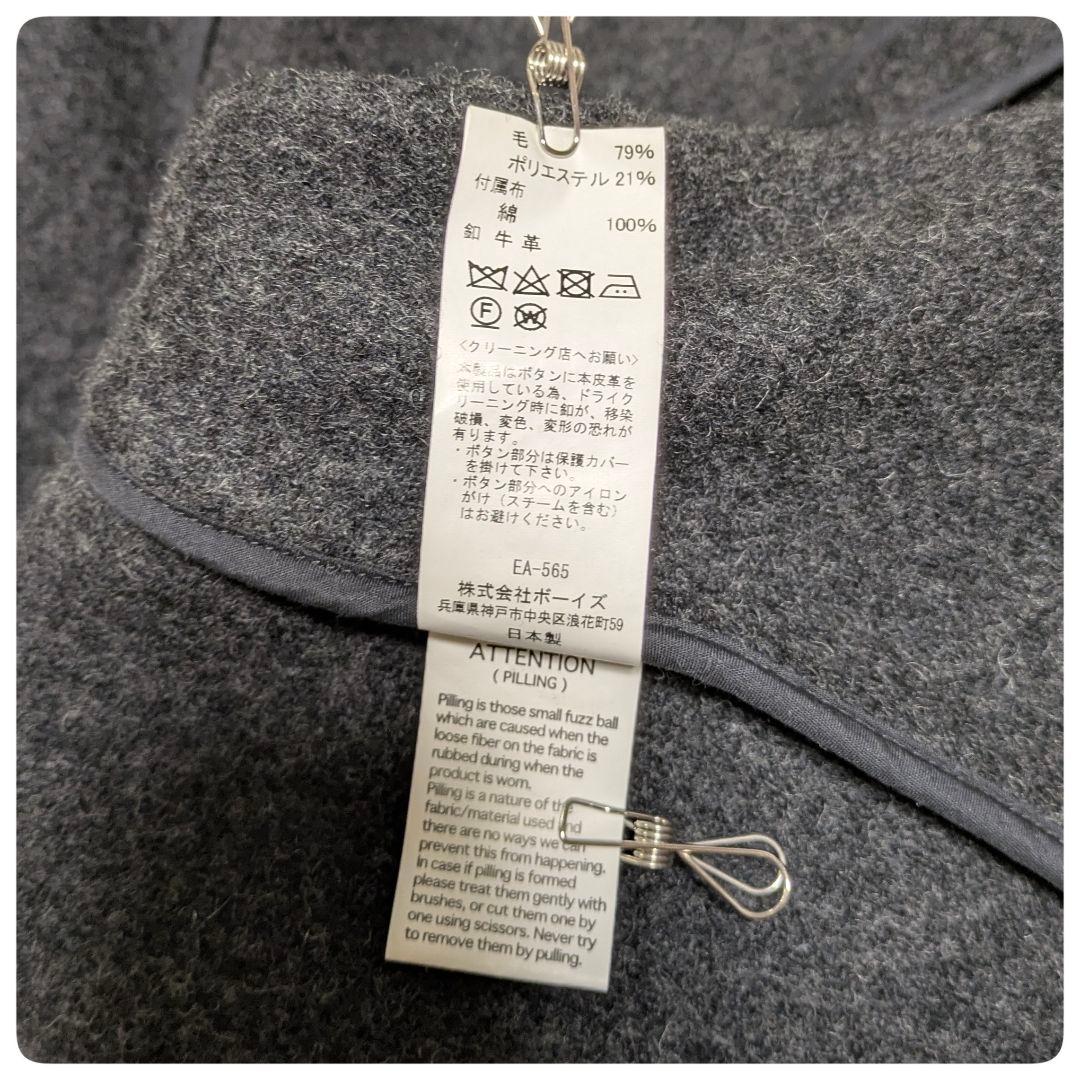 毛 79%
ポリエステル 21%
付属布
綿 100%
釦 牛革
F W
〈クリーニング店へお願い〉
本製品はボタンに本皮革を
使用している為、ドライク
リーニング時に釦が、移染
破損、変色、変形の恐れが
有ります。
・ボタン部分は保護カバー
を掛けて下さい。
・ボタン部分へのアイロン
がけ（スチームを含む）
はお避けください。
EA-565
株式会社ボーイズ
兵庫県神戸市中央区浪花町59
日本製
ATTENTION
( PILLING )
Pilling is those small fuzz ball
which are caused when the
loose fiber on the fabric is
rubbed during when the
product is worn.
Pilling is a nature of the
fabric/material used and
there are no ways we can
prevent this from happening.
In case if pilling is formed
please treat them gently with
brushes, or cut them one by
one using scissors. Never try
to remove them by pulling.